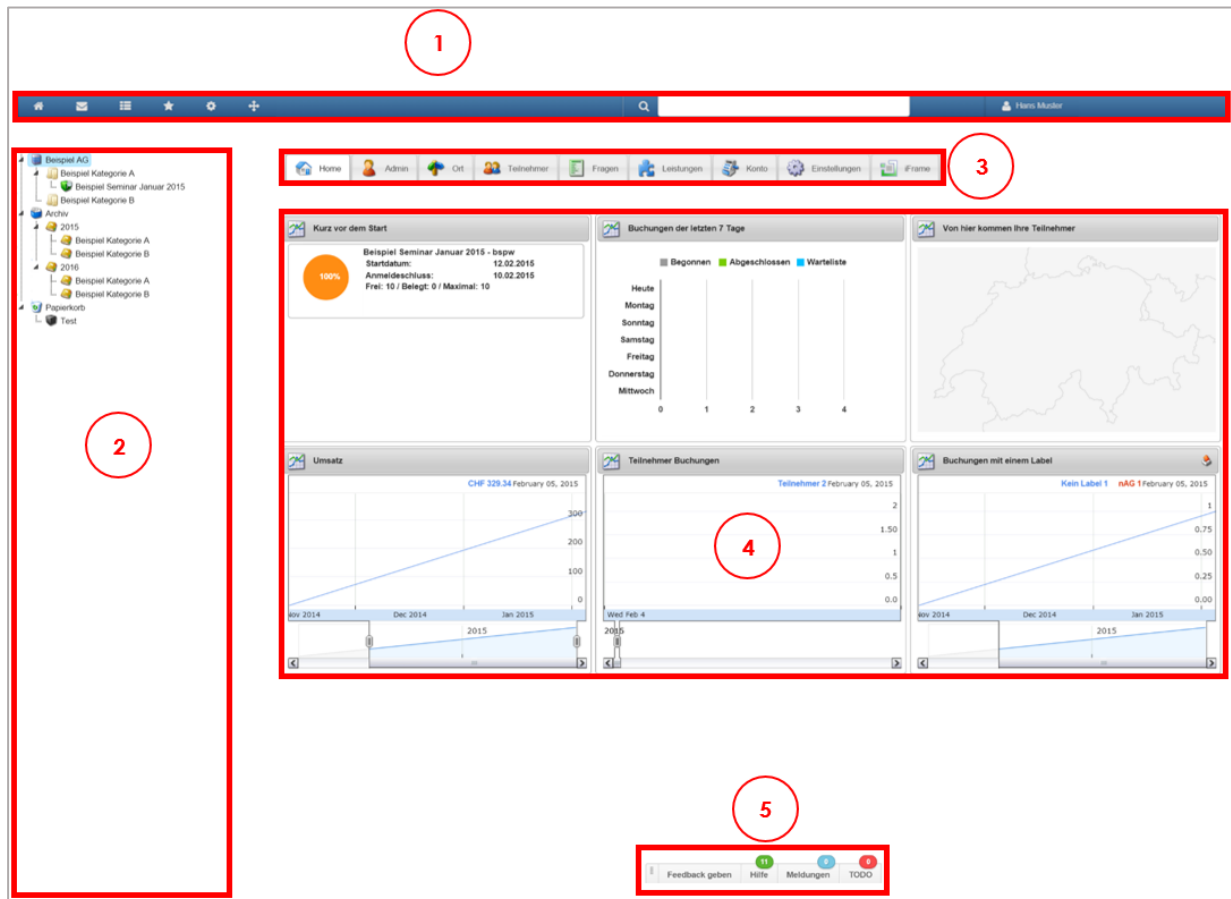 1
Hans Muster
Beispiel AG
Beispiel Kategorie A
Beispiel Seminar Januar 2015
Beispiel Kategorie B
Archiv
2015
Beispiel Kategorie A
Beispiel Kategorie B
2016
Beispiel Kategorie A
Beispiel Kategorie B
Papierkorb
Test
2
Home Admin Ort Teilnehmer Fragen Leistungen Konto Einstellungen iFrame
3
Kurz vor dem Start
100%
Beispiel Seminar Januar 2015 - bspw
Startdatum: 12.02.2015
Anmeldeschluss: 10.02.2015
Frei: 10 / Belegt: 0 / Maximal: 10
Buchungen der letzten 7 Tage
Begonnen Abgeschlossen Warteliste
Heute
Montag
Sonntag
Samstag
Freitag
Donnerstag
Mittwoch
0 1 2 3 4
Von hier kommen Ihre Teilnehmer
Umsatz
CHF 329.34 February 05, 2015
300
200
100
0
Nov 2014 Dec 2014 Jan 2015
2015
Teilnehmer Buchungen
Teilnehmer 2 February 05, 2015
2
1.50
1
0.5
0.0
Wed Feb 4
2015
4
Buchungen mit einem Label
Kein Label 1 nAG 1 February 05, 2015
1
0.75
0.50
0.25
0.00
Nov 2014 Dec 2014 Jan 2015
2015
5
11 0 0
Feedback geben Hilfe Meldungen TODO